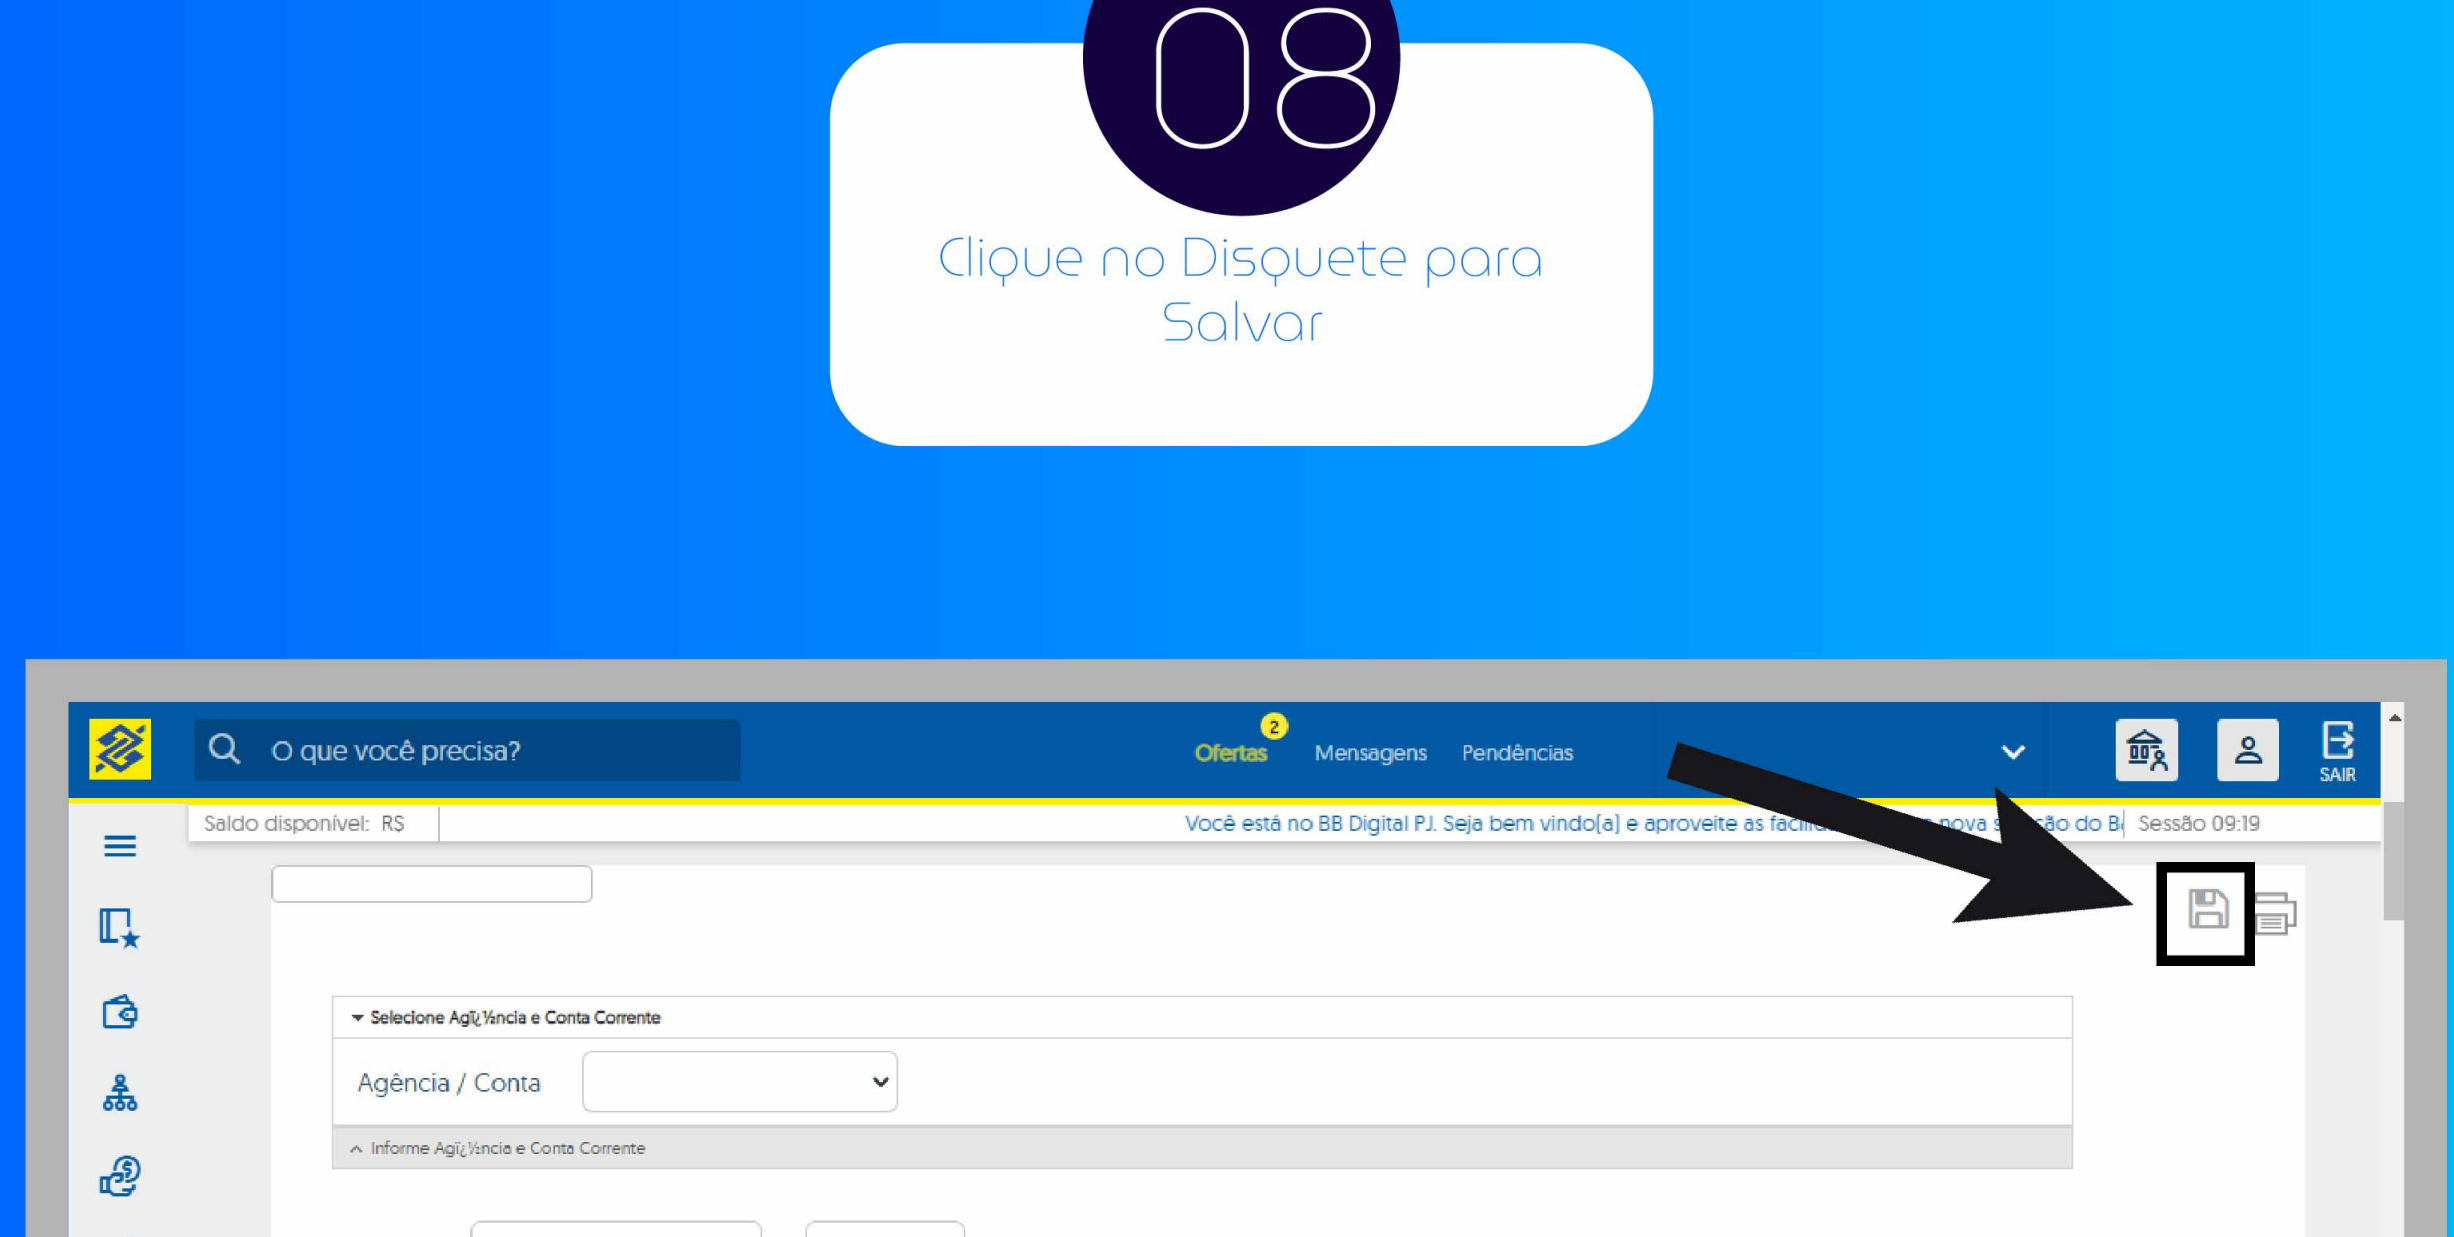 08
Clique no Disquete para
Salvar
O que você precisa?
2
Ofertas
Mensagens
Pendências
SAIR
Saldo disponível: R$
Você está no BB Digital PJ. Seja bem vindo(a) e aproveite as
nova
do
Sessão 09:19
Selecione Agï¿½ncia e Conta Corrente
Agência / Conta
Informe Agï¿½ncia e Conta Corrente